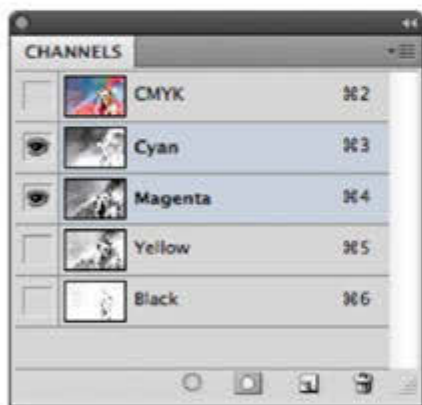 CHANNELS
CMYK ⌘2
Cyan ⌘3
Magenta ⌘4
Yellow ⌘5
Black ⌘6